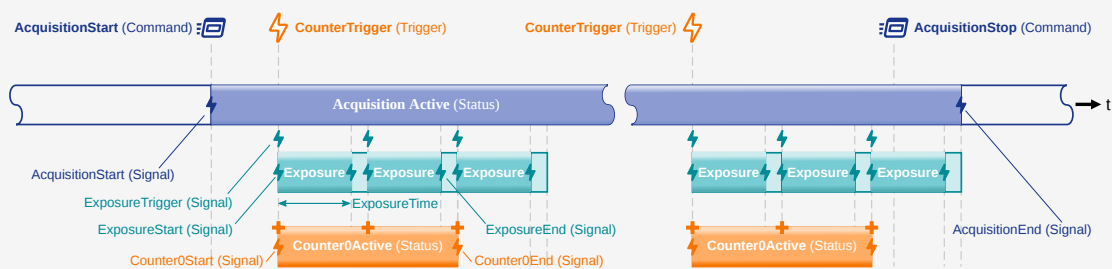 AcquisitionStart (Command)
CounterTrigger (Trigger)
CounterTrigger (Trigger)
AcquisitionStop (Command)
Acquisition Active (Status)
t
AcquisitionStart (Signal)
Exposure Exposure Exposure
Exposure Exposure Exposure
ExposureTrigger (Signal)
ExposureTime
ExposureStart (Signal)
ExposureEnd (Signal)
AcquisitionEnd (Signal)
Counter0Active (Status)
Counter0Active (Status)
Counter0Start (Signal)
Counter0End (Signal)